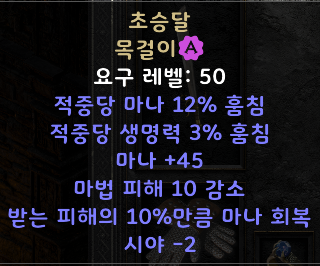 초승달
옥걸이 A
요구 레벨: 50
적중당 마나 12% 훔침
적중당 생명력 3% 훔침
마나 +45
마법 피해 10 감소
받는 피해의 10%만큼 마나 회복
시야 -2